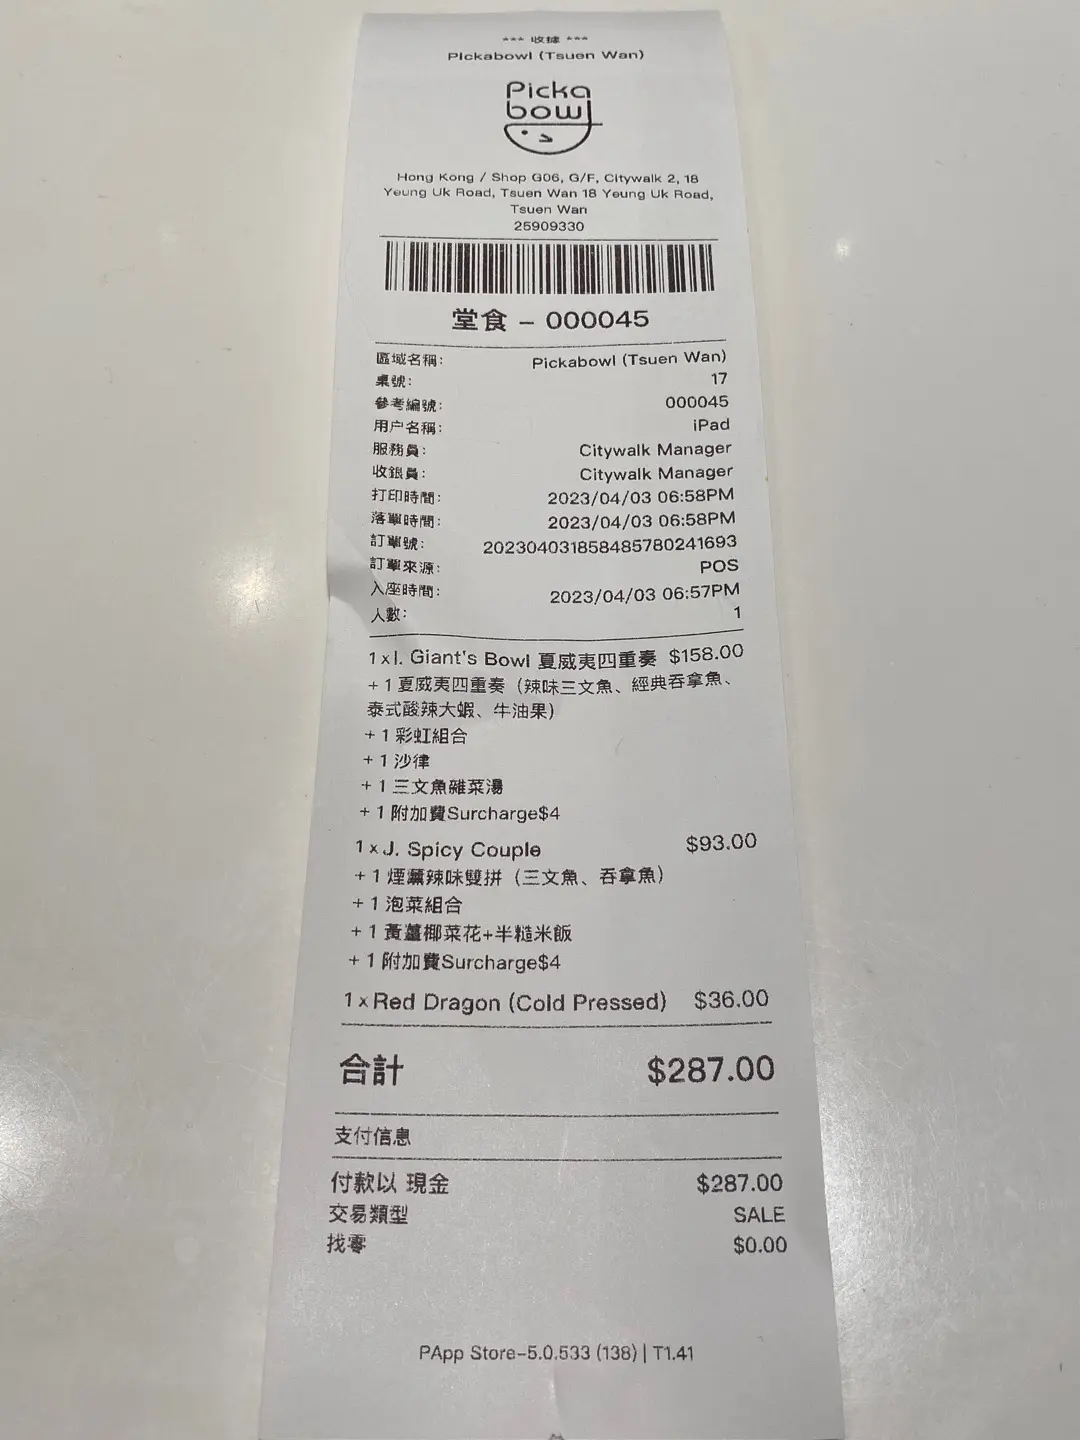 *** 收據 ***
Pickabowl (Tsuen Wan)
Picka
bowl
Hong Kong / Shop G06, G/F, Citywalk 2, 18
Yeung Uk Road, Tsuen Wan 18 Yeung Uk Road,
Tsuen Wan
25909330
堂食 – 000045
區域名稱: Pickabowl (Tsuen Wan)
桌號: 17
參考編號: 000045
用户名稱: iPad
服務員: Citywalk Manager
收銀員: Citywalk Manager
打印時間: 2023/04/03 06:58PM
落單時間: 2023/04/03 06:58PM
訂單號: 202304031858485780241693
訂單來源: POS
入座時間: 2023/04/03 06:57PM
人數: 1
1 x I. Giant's Bowl 夏威夷四重奏 $158.00
+ 1 夏威夷四重奏（辣味三文魚、經典吞拿魚、
泰式酸辣大蝦、牛油果）
+ 1 彩虹組合
+ 1 沙律
+ 1 三文魚雜菜湯
+ 1 附加費Surcharge$4
1 x J. Spicy Couple $93.00
+ 1 煙燻辣味雙拼（三文魚、吞拿魚）
+ 1 泡菜組合
+ 1 黃薑椰菜花+半糙米飯
+ 1 附加費Surcharge$4
1 x Red Dragon (Cold Pressed) $36.00
合計 $287.00
支付信息
付款以 現金 $287.00
交易類型 SALE
找零 $0.00
PApp Store-5.0.533 (138) | T1.41